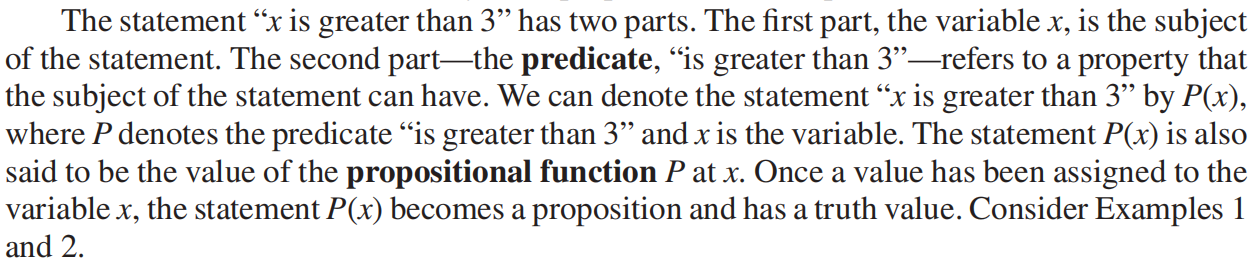 The statement “x is greater than 3” has two parts. The first part, the variable x, is the subject
of the statement. The second part—the predicate, “is greater than 3”—refers to a property that
the subject of the statement can have. We can denote the statement “x is greater than 3” by P(x),
where P denotes the predicate “is greater than 3” and x is the variable. The statement P(x) is also
said to be the value of the propositional function P at x. Once a value has been assigned to the
variable x, the statement P(x) becomes a proposition and has a truth value. Consider Examples 1
and 2.